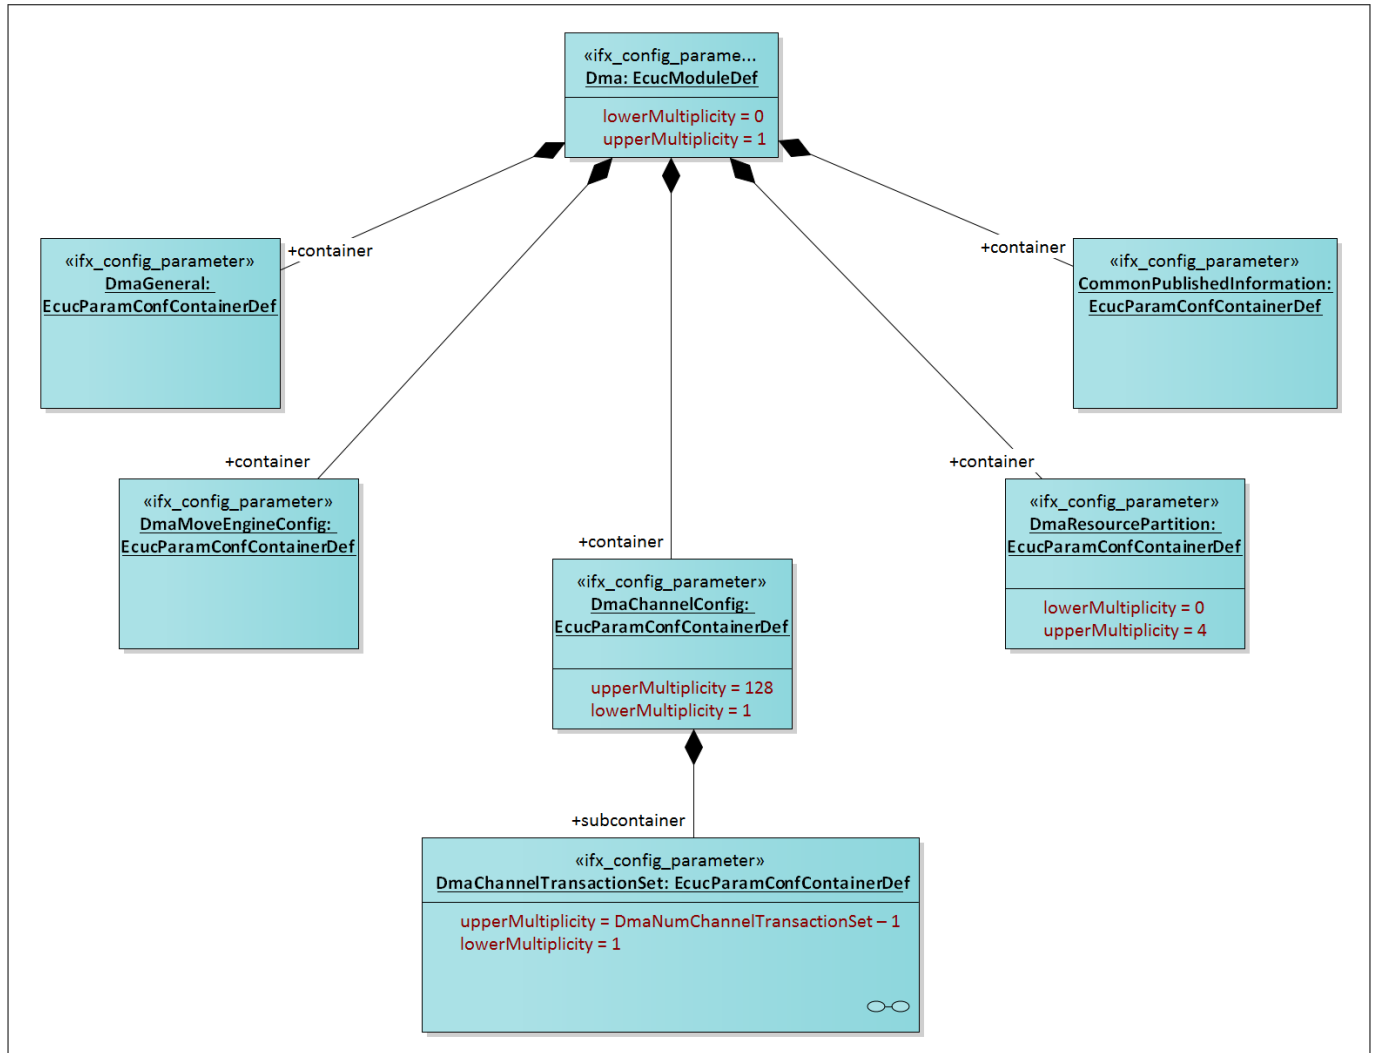 «ifx_config_parame...
Dma: EcucModuleDef
lowerMultiplicity = 0
upperMultiplicity = 1
+container
«ifx_config_parameter»
DmaGeneral:
EcucParamConfContainerDef
+container
«ifx_config_parameter»
CommonPublishedInformation:
EcucParamConfContainerDef
+container
«ifx_config_parameter»
DmaMoveEngineConfig:
EcucParamConfContainerDef
+container
«ifx_config_parameter»
DmaResourcePartition:
EcucParamConfContainerDef
lowerMultiplicity = 0
upperMultiplicity = 4
+container
«ifx_config_parameter»
DmaChannelConfig:
EcucParamConfContainerDef
upperMultiplicity = 128
lowerMultiplicity = 1
+subcontainer
«ifx_config_parameter»
DmaChannelTransactionSet: EcucParamConfContainerDef
upperMultiplicity = DmaNumChannelTransactionSet – 1
lowerMultiplicity = 1